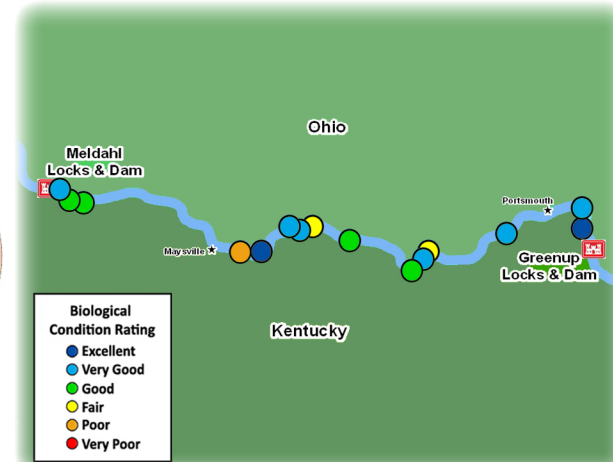 Ohio
Meldahl
Locks & Dam
Portsmouth
Maysville
Greenup
Locks & Dam
Kentucky
Biological
Condition Rating
Excellent
Very Good
Good
Fair
Poor
Very Poor